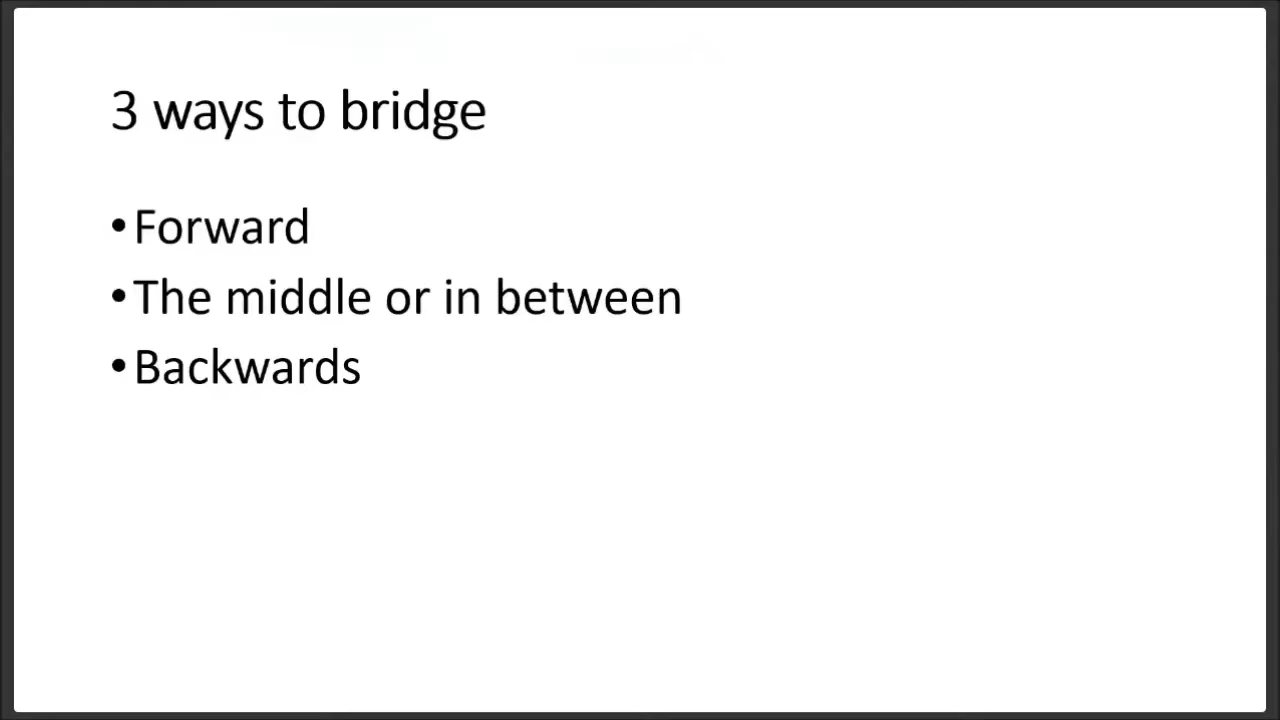 3 ways to bridge
•Forward
•The middle or in between
•Backwards